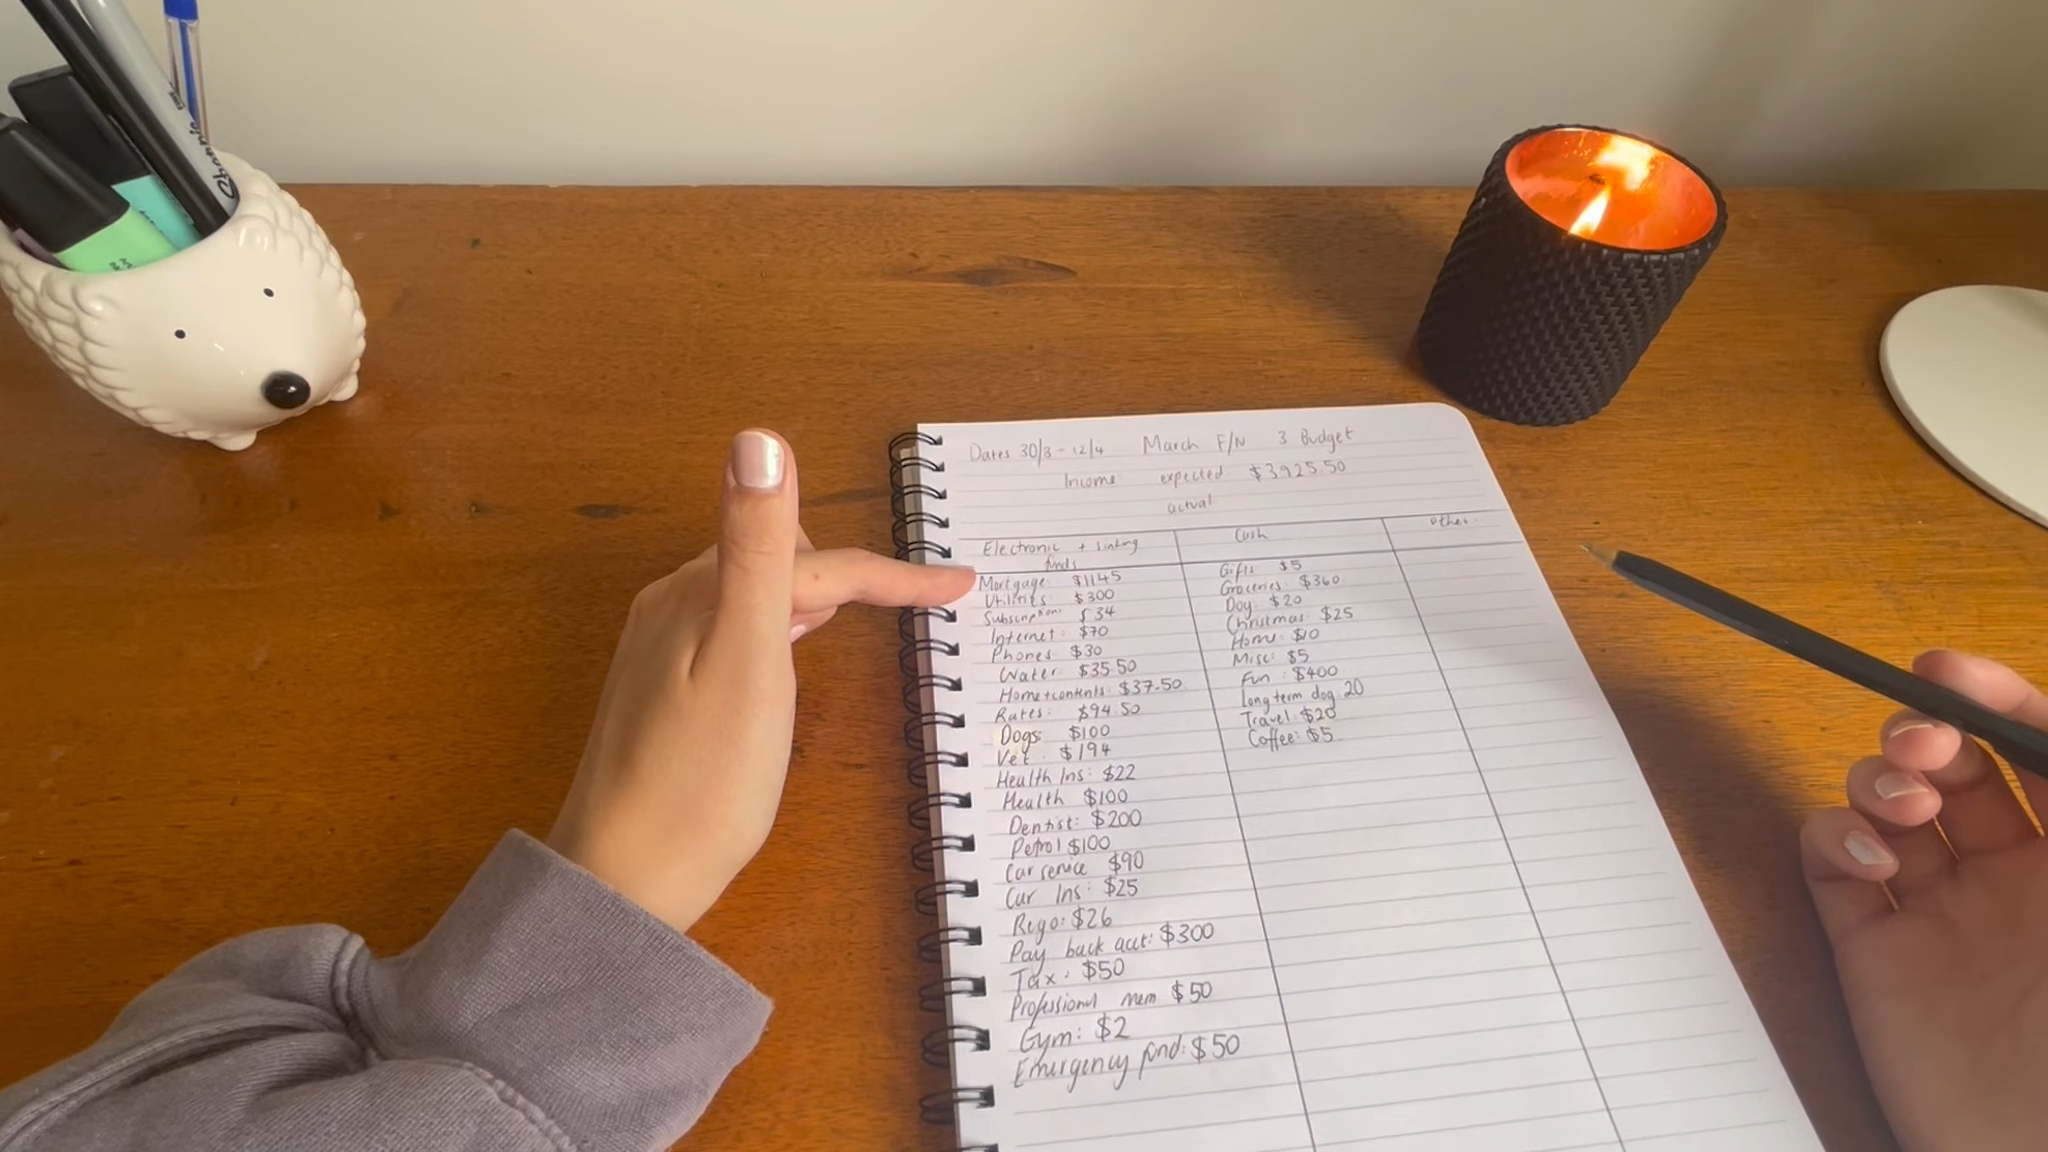 Sharpie
Dates 30/3 - 12/4 March F/N 3 Budget
Income expected $3925.50
actual
Electronic + sinking funds
Mortgage: $1145
Utilities: $300
Subscriptions $34
Internet: $70
Phones $30
Water $35.50
Home+contents: $37.50
Rates: $94.50
Dogs: $100
Vet: $194
Health Ins: $22
Health $100
Dentist: $200
Petrol $100
Car service $90
Car Ins: $25
Rego: $26
Pay back acct: $300
Tax: $50
Professional mem $50
Gym: $2
Emergency fund: $50
Cash
Gifts $5
Groceries: $360
Dog: $20
Christmas: $25
Home: $10
Misc: $5
Fun: $400
Long term dog: 20
Travel: $20
Coffee: $5
Other